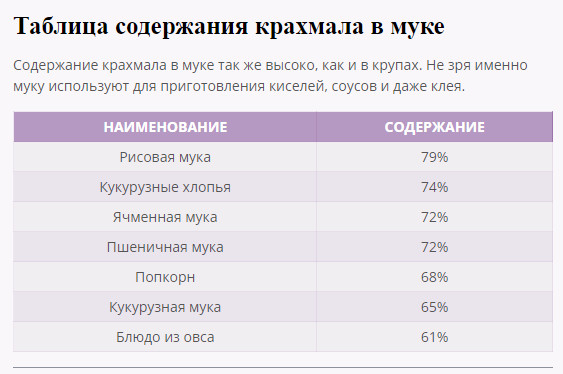 Таблица содержания крахмала в муке
Содержание крахмала в муке так же высоко, как и в крупах. Не зря именно
муку используют для приготовления киселей, соусов и даже клея.
НАИМЕНОВАНИЕ СОДЕРЖАНИЕ
Рисовая мука 79%
Кукурузные хлопья 74%
Ячменная мука 72%
Пшеничная мука 72%
Попкорн 68%
Кукурузная мука 65%
Блюдо из овса 61%